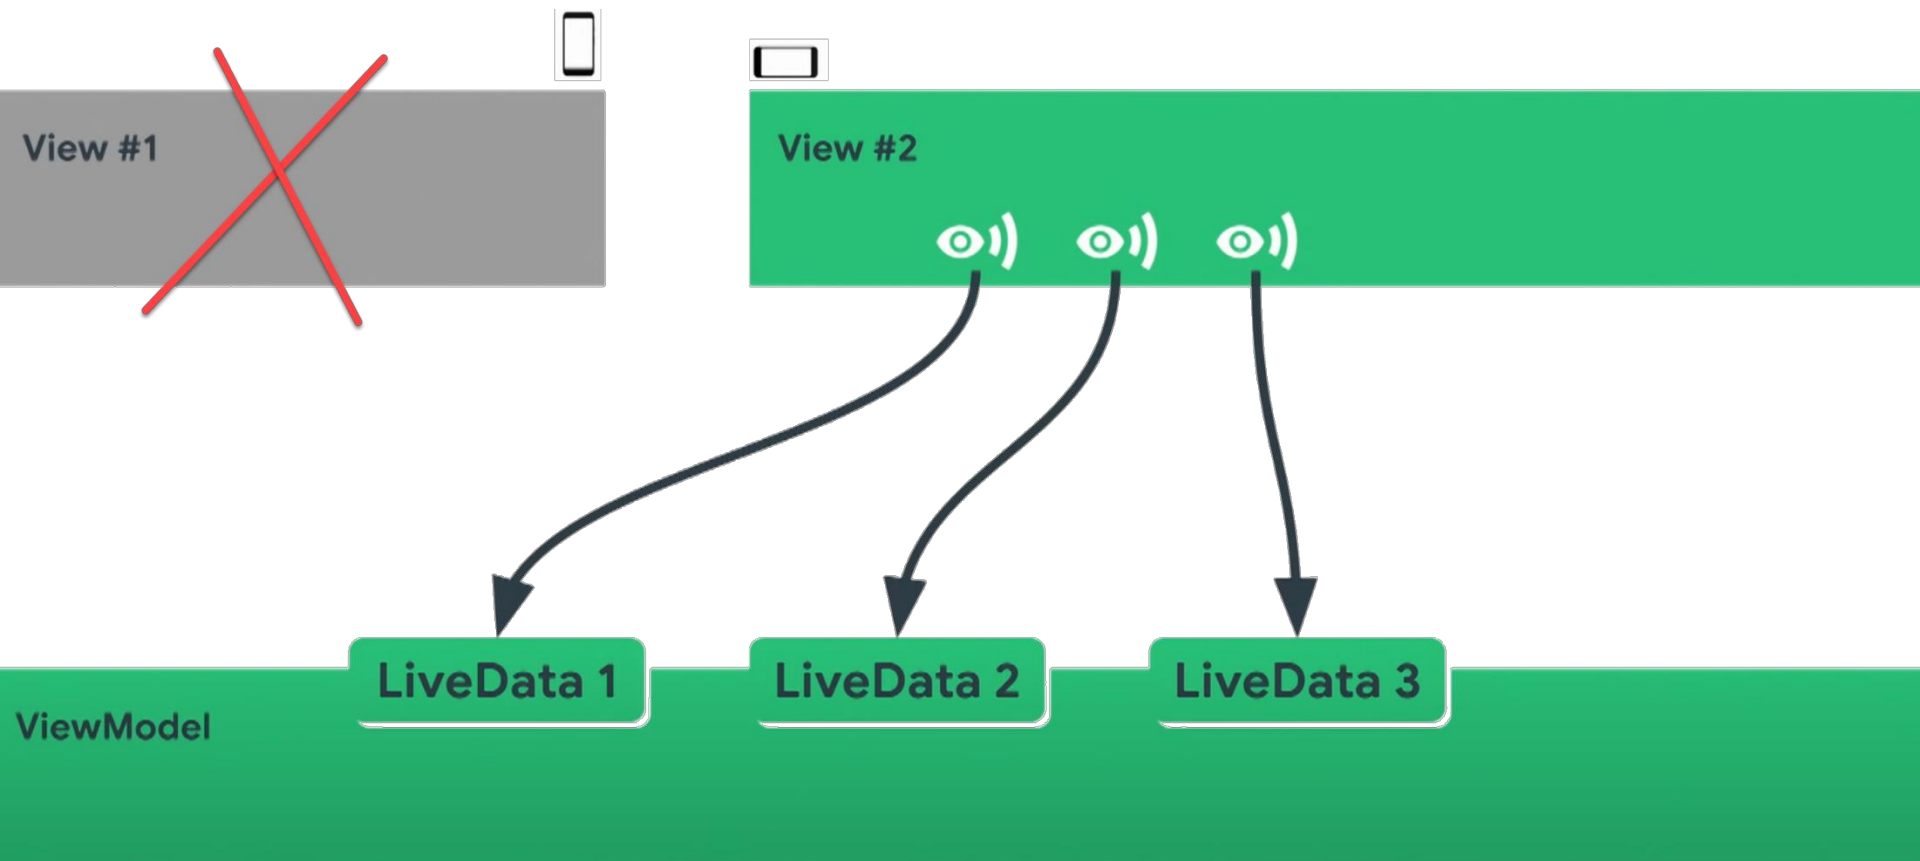 View #1
View #2
LiveData 1
LiveData 2
LiveData 3
ViewModel